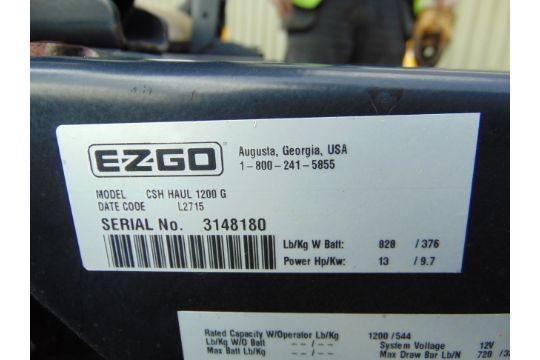 E-Z-GO
Augusta, Georgia, USA
1-800-241-5855
MODEL CSH HAUL 1200 G
DATE CODE L2715
SERIAL No. 3148180
Lb/Kg W Batt: 828 / 376
Power Hp/Kw: 13 / 9.7
Rated Capacity W/Operator Lb/Kg 1200 / 544
Lb/Kg W/O Batt --/-- System Voltage 12V
Max Batt Lb/Kg --/-- Max Draw Bar Lb/N 720 /